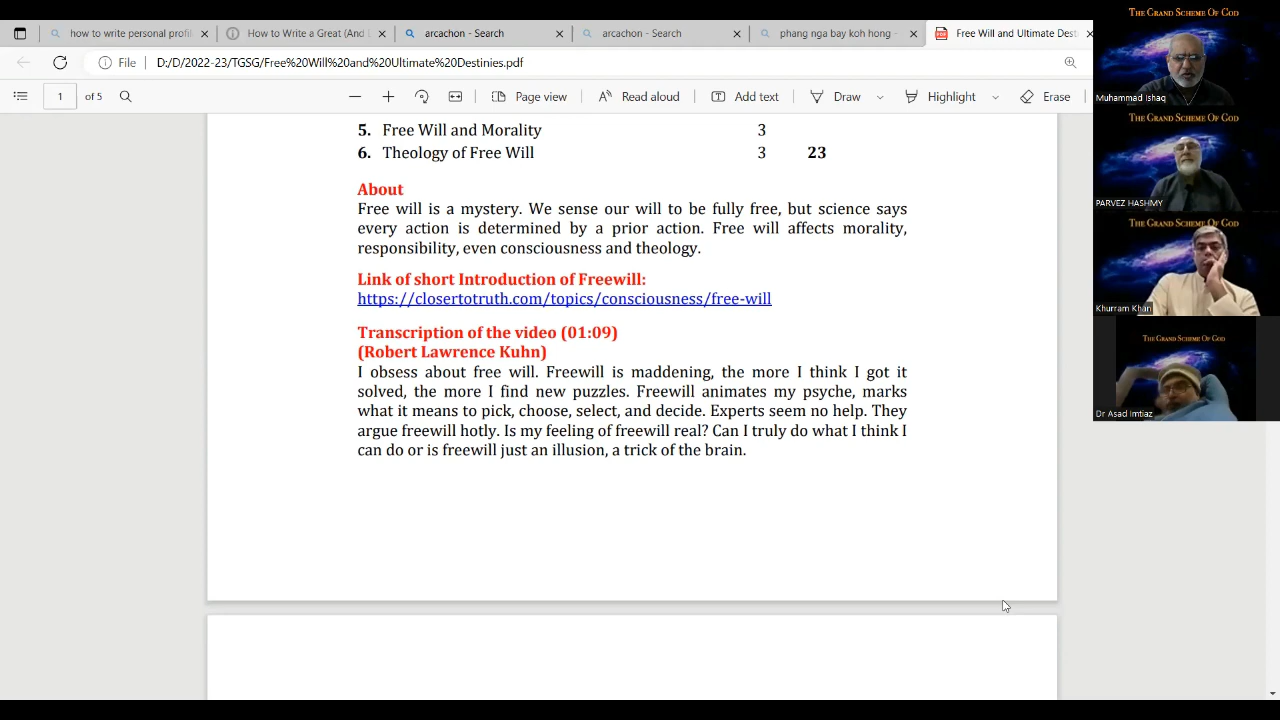 how to write personal profil
How to Write a Great (And L
arcachon - Search
arcachon - Search
phang nga bay koh hong -
Free Will and Ultimate Dest
File
D:/D/2022-23/TGSG/Free%20Will%20and%20Ultimate%20Destinies.pdf
1 of 5
Page view
Read aloud
Add text
Draw
Highlight
Erase
5. Free Will and Morality 3
6. Theology of Free Will 3 23
About
Free will is a mystery. We sense our will to be fully free, but science says
every action is determined by a prior action. Free will affects morality,
responsibility, even consciousness and theology.
Link of short Introduction of Freewill:
https://closertotruth.com/topics/consciousness/free-will
Transcription of the video (01:09)
(Robert Lawrence Kuhn)
I obsess about free will. Freewill is maddening, the more I think I got it
solved, the more I find new puzzles. Freewill animates my psyche, marks
what it means to pick, choose, select, and decide. Experts seem no help. They
argue freewill hotly. Is my feeling of freewill real? Can I truly do what I think I
can do or is freewill just an illusion, a trick of the brain.
THE GRAND SCHEME OF GOD
Muhammad Ishaq
THE GRAND SCHEME OF GOD
PARVEZ HASHMY
THE GRAND SCHEME OF GOD
Khurram Khan
THE GRAND SCHEME OF GOD
Dr Asad Imtiaz